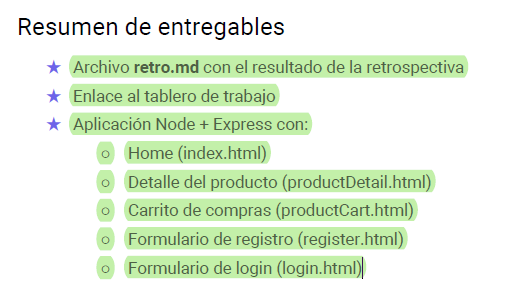 Resumen de entregables
★ Archivo retro.md con el resultado de la retrospectiva
★ Enlace al tablero de trabajo
★ Aplicación Node + Express con:
○ Home (index.html)
○ Detalle del producto (productDetail.html)
○ Carrito de compras (productCart.html)
○ Formulario de registro (register.html)
○ Formulario de login (login.html)